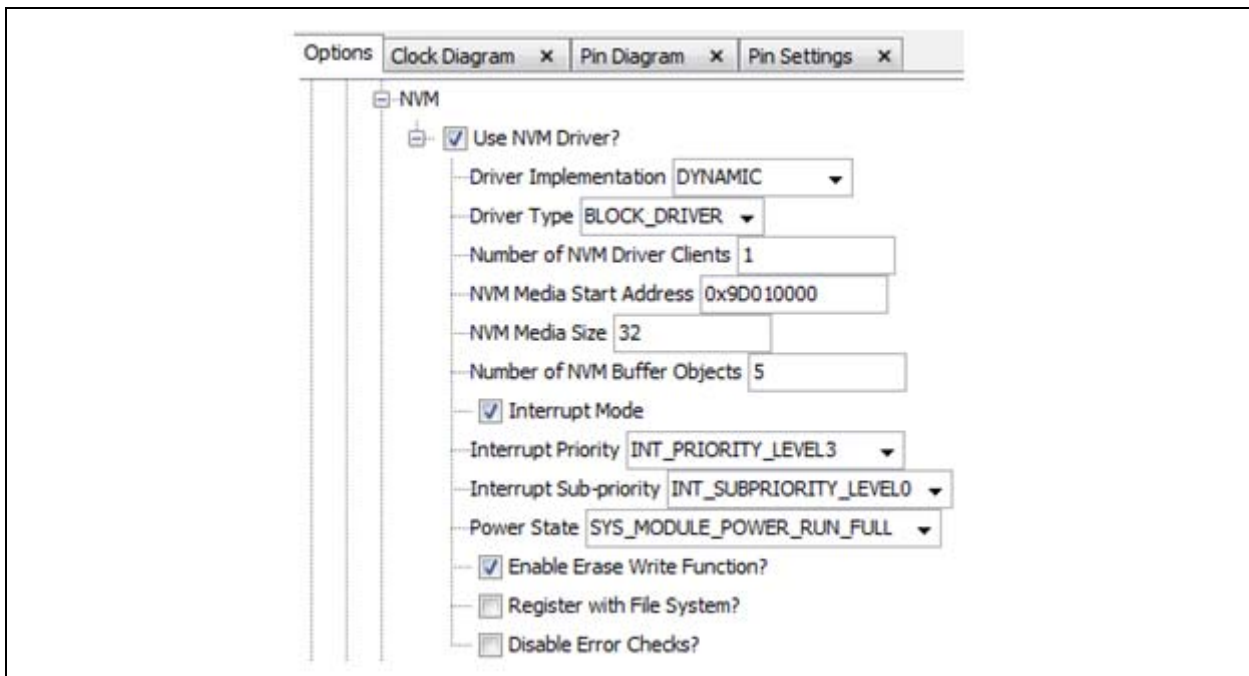 Options Clock Diagram × Pin Diagram × Pin Settings ×
NVM
Use NVM Driver?
Driver Implementation DYNAMIC
Driver Type BLOCK_DRIVER
Number of NVM Driver Clients 1
NVM Media Start Address 0x9D010000
NVM Media Size 32
Number of NVM Buffer Objects 5
Interrupt Mode
Interrupt Priority INT_PRIORITY_LEVEL3
Interrupt Sub-priority INT_SUBPRIORITY_LEVEL0
Power State SYS_MODULE_POWER_RUN_FULL
Enable Erase Write Function?
Register with File System?
Disable Error Checks?